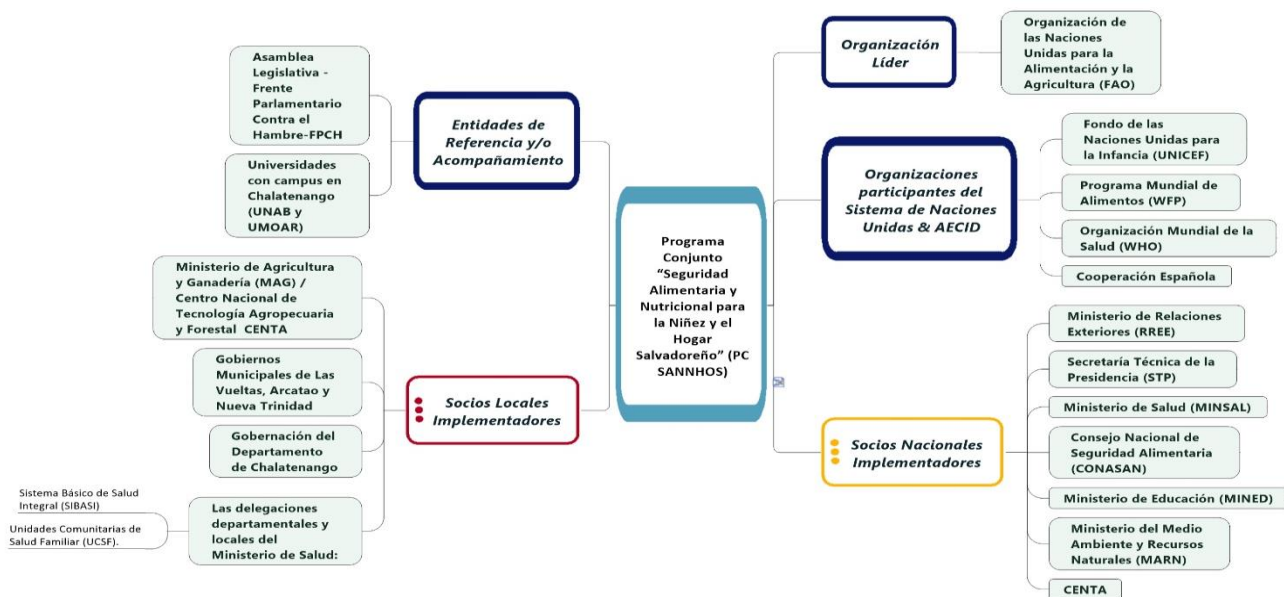 Programa
Conjunto
“Seguridad
Alimentaria y
Nutricional para
la Niñez y el
Hogar
Salvadoreño” (PC
SANNHOS)
Organización
Líder
Organización de
las Naciones
Unidas para la
Alimentación y la
Agricultura (FAO)
Organizaciones
participantes del
Sistema de Naciones
Unidas & AECID
Fondo de las
Naciones Unidas para
la Infancia (UNICEF)
Programa Mundial de
Alimentos (WFP)
Organización Mundial de la
Salud (WHO)
Cooperación Española
Socios Nacionales
Implementadores
Ministerio de Relaciones
Exteriores (RREE)
Secretaría Técnica de la
Presidencia (STP)
Ministerio de Salud (MINSAL)
Consejo Nacional de
Seguridad Alimentaria
(CONASAN)
Ministerio de Educación (MINED)
Ministerio del Medio
Ambiente y Recursos
Naturales (MARN)
CENTA
Entidades de
Referencia y/o
Acompañamiento
Asamblea
Legislativa -
Frente
Parlamentario
Contra el
Hambre-FPCH
Universidades
con campus en
Chalatenango
(UNAB y
UMOAR)
Socios Locales
Implementadores
Ministerio de Agricultura
y Ganadería (MAG) /
Centro Nacional de
Tecnología Agropecuaria
y Forestal CENTA
Gobiernos
Municipales de Las
Vueltas, Arcatao y
Nueva Trinidad
Gobernación del
Departamento
de Chalatenango
Las delegaciones
departamentales y
locales del
Ministerio de Salud:
Sistema Básico de Salud
Integral (SIBASI)
Unidades Comunitarias de
Salud Familiar (UCSF).